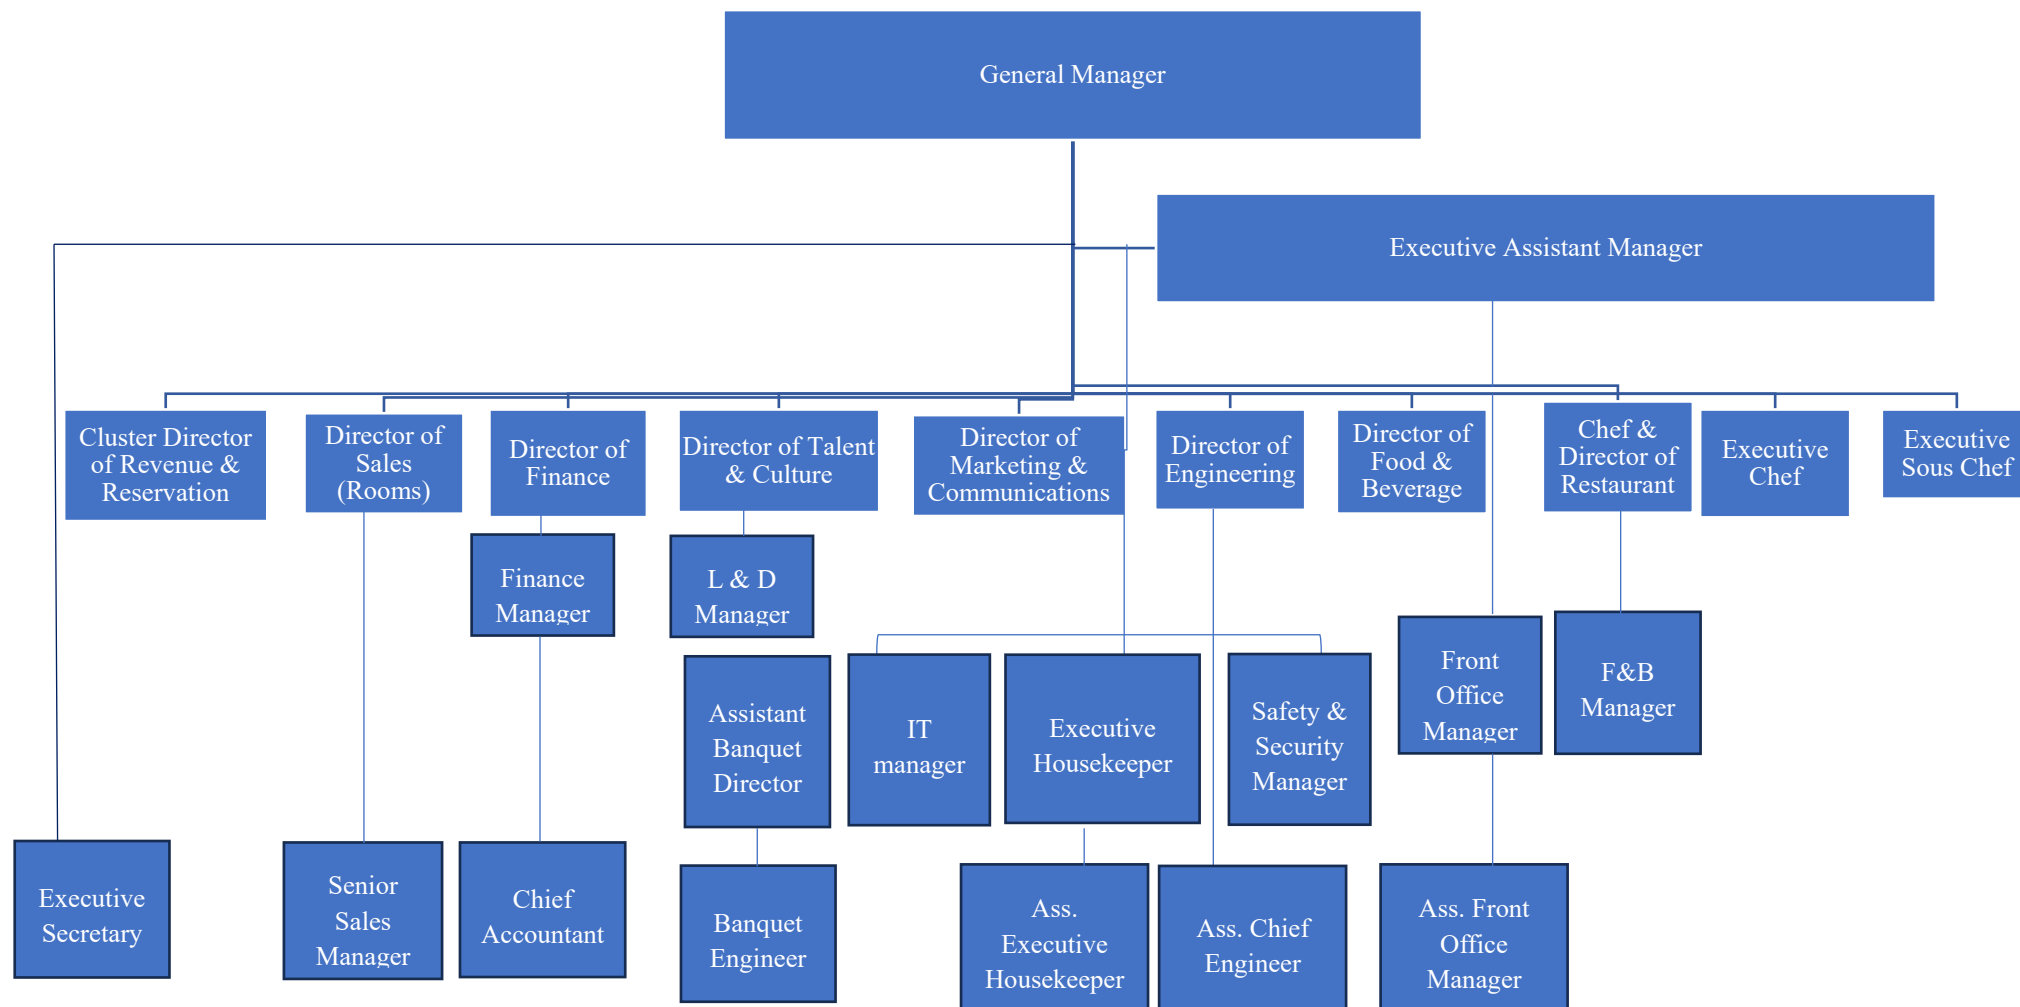 General Manager
Executive Assistant Manager
Cluster Director
of Revenue &
Reservation
Director of
Sales
(Rooms)
Director of
Finance
Director of Talent
& Culture
Director of
Marketing &
Communications
Director of
Engineering
Director of
Food &
Beverage
Chef &
Director of
Restaurant
Executive
Chef
Executive
Sous Chef
Finance
Manager
L & D
Manager
Assistant
Banquet
Director
IT
manager
Executive
Housekeeper
Safety &
Security
Manager
Front
Office
Manager
F&B
Manager
Executive
Secretary
Senior
Sales
Manager
Chief
Accountant
Banquet
Engineer
Ass.
Executive
Housekeeper
Ass. Chief
Engineer
Ass. Front
Office
Manager